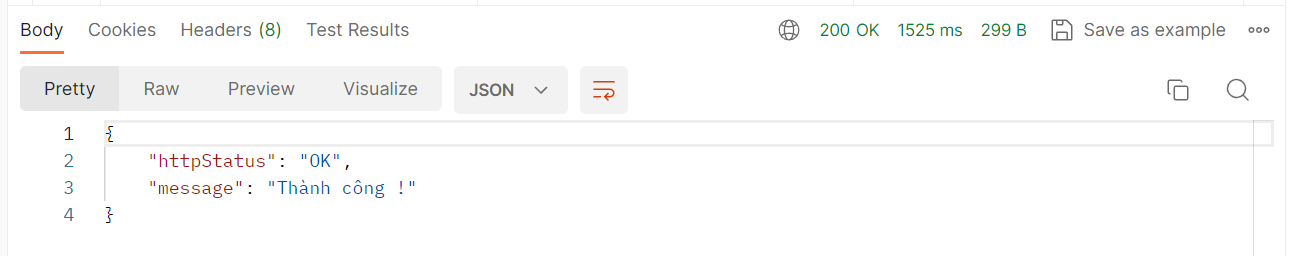 Body Cookies Headers (8) Test Results 200 OK 1525 ms 299 B Save as example
Pretty Raw Preview Visualize JSON
1 {
2 "httpStatus": "OK",
3 "message": "Thành công !"
4 }